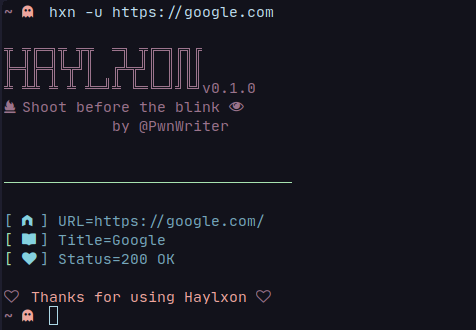 ~ hxn -u https://google.com
HAYLXON v0.1.0
Shoot before the blink
by @PwnWriter
[ ] URL=https://google.com/
[ ] Title=Google
[ ] Status=200 OK
♡ Thanks for using Haylxon ♡
~